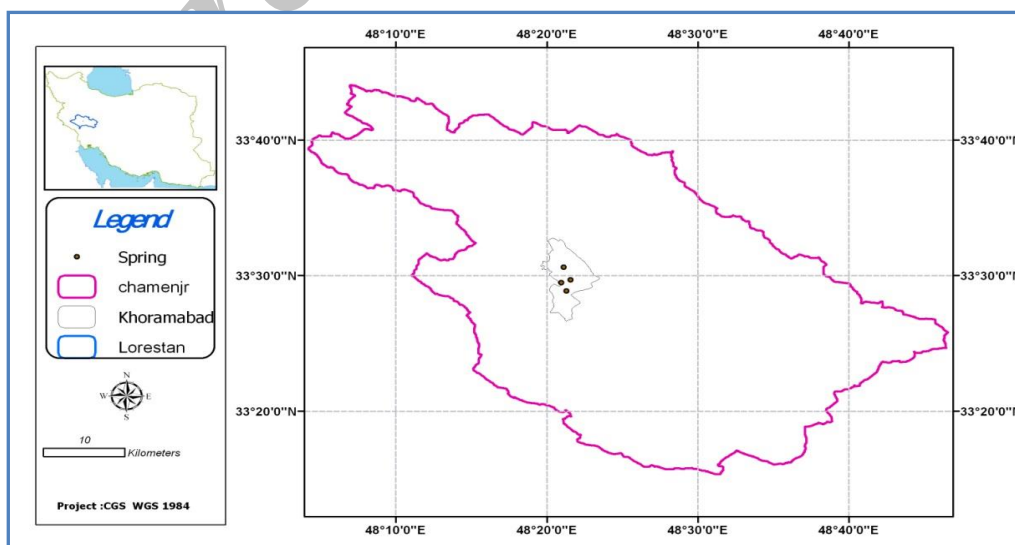 48°10'0"E 48°20'0"E 48°30'0"E 48°40'0"E
33°40'0"N 33°40'0"N
33°30'0"N 33°30'0"N
33°20'0"N 33°20'0"N
48°10'0"E 48°20'0"E 48°30'0"E 48°40'0"E
Legend
Spring
chamenjr
Khoramabad
Lorestan
N
W E
S
10
Kilometers
Project :CGS WGS 1984